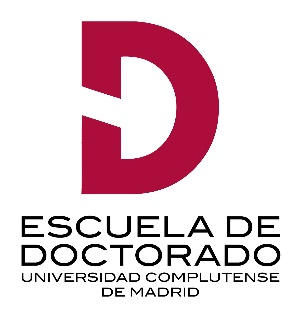 D
ESCUELA DE
DOCTORADO
UNIVERSIDAD COMPLUTENSE
DE MADRID